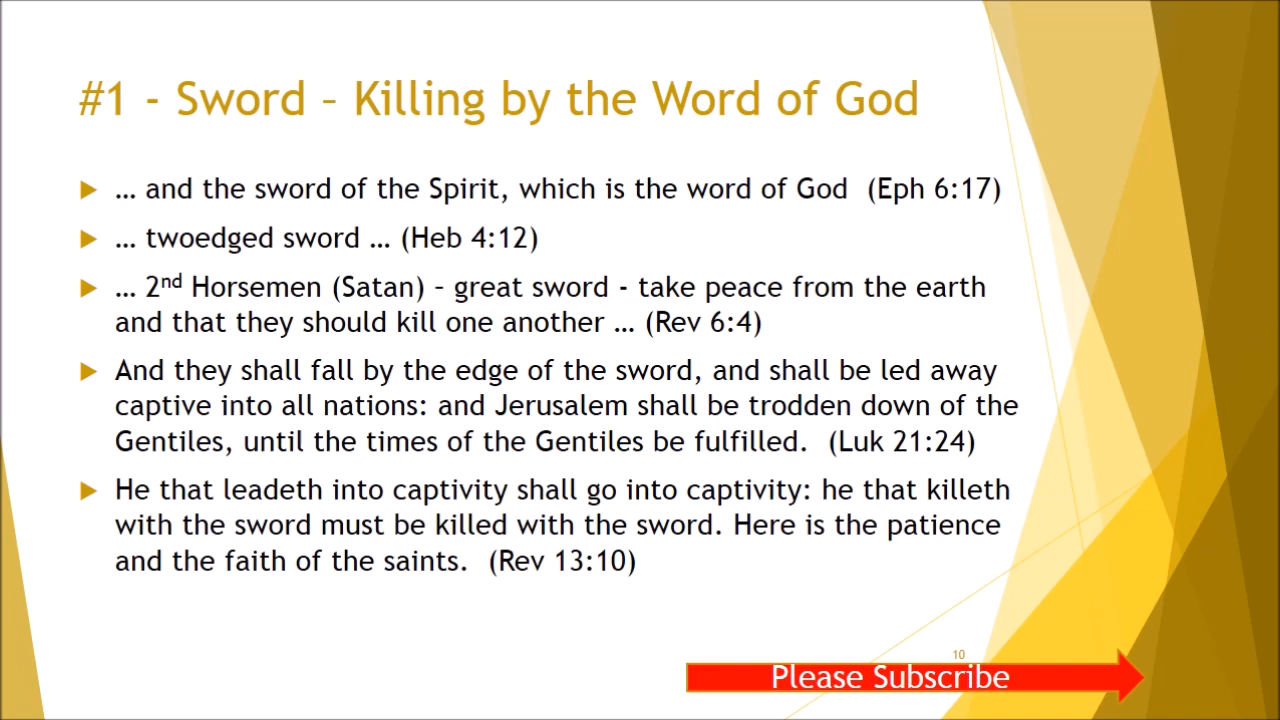 #1 - Sword – Killing by the Word of God
… and the sword of the Spirit, which is the word of God (Eph 6:17)
… twoedged sword … (Heb 4:12)
… 2nd Horsemen (Satan) – great sword - take peace from the earth
and that they should kill one another … (Rev 6:4)
And they shall fall by the edge of the sword, and shall be led away
captive into all nations: and Jerusalem shall be trodden down of the
Gentiles, until the times of the Gentiles be fulfilled. (Luk 21:24)
He that leadeth into captivity shall go into captivity: he that killeth
with the sword must be killed with the sword. Here is the patience
and the faith of the saints. (Rev 13:10)
10
Please Subscribe